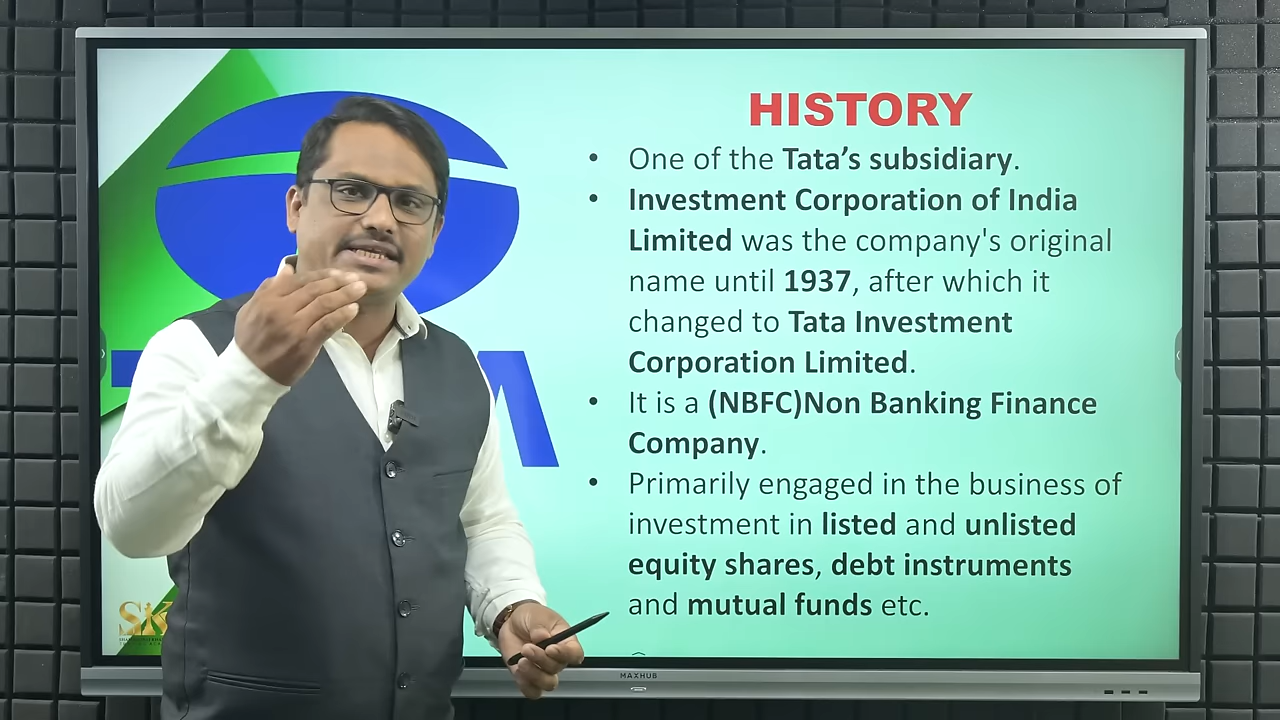 HISTORY
• One of the Tata’s subsidiary.
• Investment Corporation of India
Limited was the company's original
name until 1937, after which it
changed to Tata Investment
Corporation Limited.
• It is a (NBFC)Non Banking Finance
Company.
• Primarily engaged in the business of
investment in listed and unlisted
equity shares, debt instruments
and mutual funds etc.
SK
MAXHUB